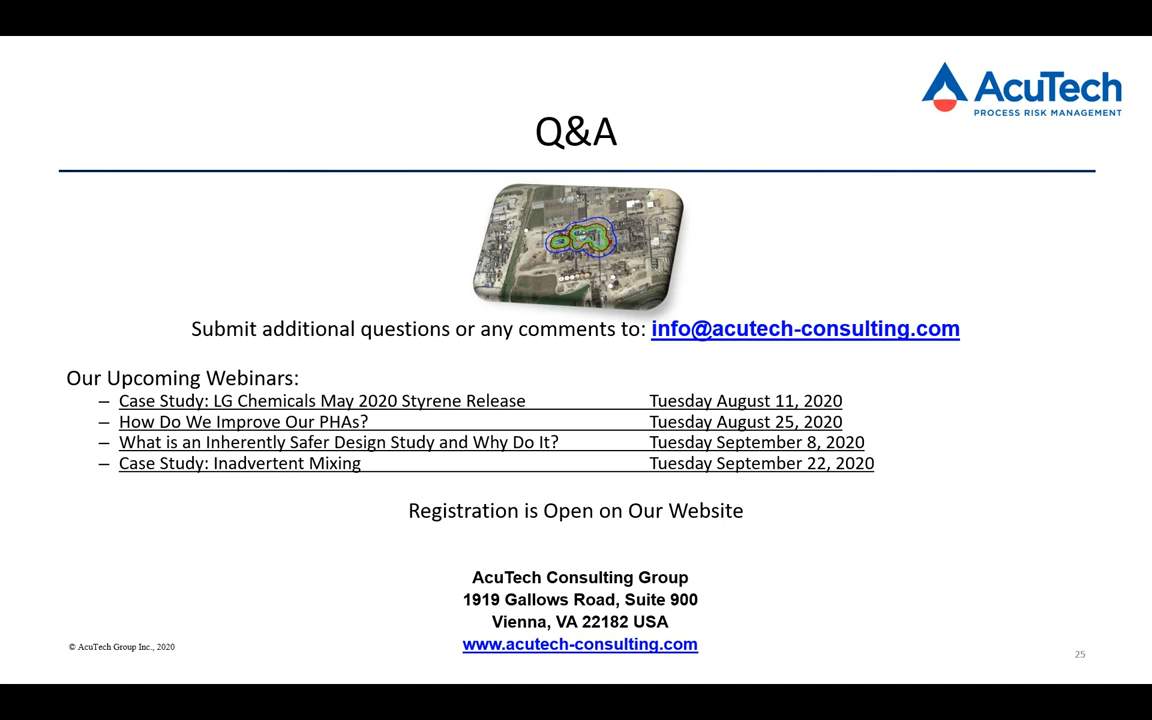 AcuTech
PROCESS RISK MANAGEMENT
Q&A
Submit additional questions or any comments to: info@acutech-consulting.com
Our Upcoming Webinars:
– Case Study: LG Chemicals May 2020 Styrene Release Tuesday August 11, 2020
– How Do We Improve Our PHAs? Tuesday August 25, 2020
– What is an Inherently Safer Design Study and Why Do It? Tuesday September 8, 2020
– Case Study: Inadvertent Mixing Tuesday September 22, 2020
Registration is Open on Our Website
AcuTech Consulting Group
1919 Gallows Road, Suite 900
Vienna, VA 22182 USA
www.acutech-consulting.com
© AcuTech Group Inc., 2020
25